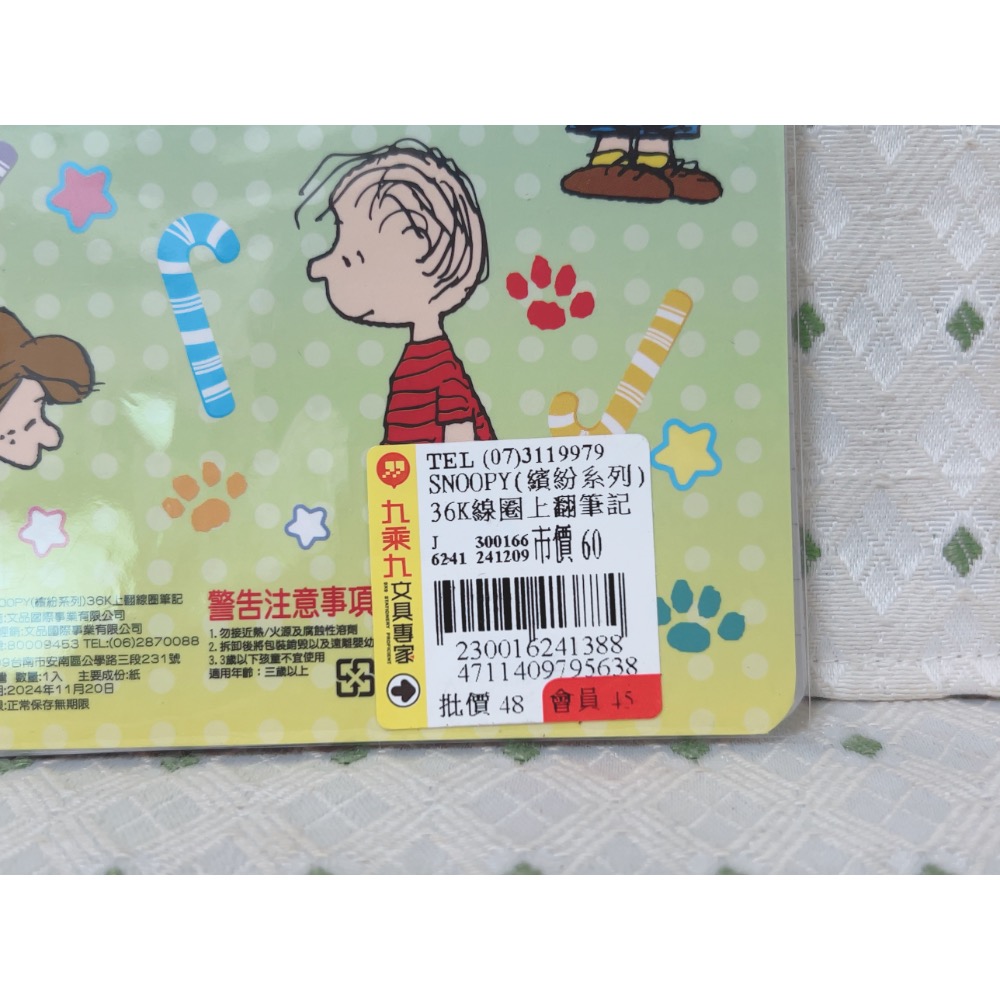 TEL (07)3119979
SNOOPY(繽紛系列)
36K線圈上翻筆記
J 300166 市價 60
6241 241209
230016241388
4711409795638
批價 48 會員 45
九乘九 文具專家
9X9 STATIONERY PROFICIENT
OOPY(繽紛系列)36K上翻線圈筆記
:文品國際事業有限公司
:文品國際事業有限公司
:80009453 TEL:(06)2870088
9台南市安南區公學路三段231號
數量:1入 主要成份:紙
:2024年11月20日
:正常保存無期限
警告注意事項
1.勿接近熱/火源及腐蝕性溶劑
2.拆卸後將包裝銷毀以及遠離嬰幼
3.3歲以下孩童不宜使用
適用年齡：三歲以上